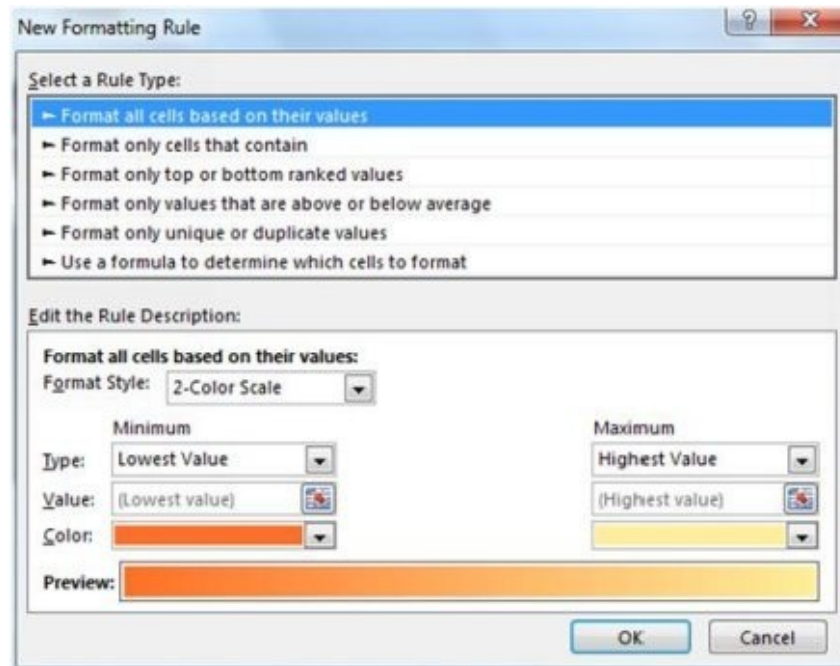 New Formatting Rule
Select a Rule Type:
► Format all cells based on their values
► Format only cells that contain
► Format only top or bottom ranked values
► Format only values that are above or below average
► Format only unique or duplicate values
► Use a formula to determine which cells to format
Edit the Rule Description:
Format all cells based on their values:
Format Style: 2-Color Scale
Minimum Maximum
Type: Lowest Value Highest Value
Value: (Lowest value) (Highest value)
Color:
Preview:
OK Cancel